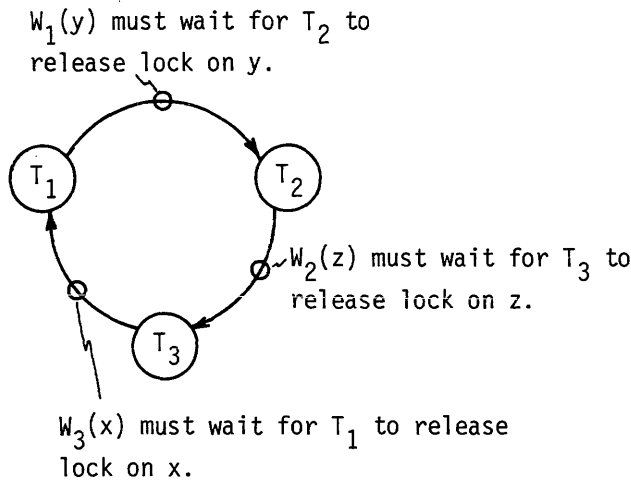 W1(y) must wait for T2 to
release lock on y.
T1
T2
W2(z) must wait for T3 to
release lock on z.
T3
W3(x) must wait for T1 to release
lock on x.